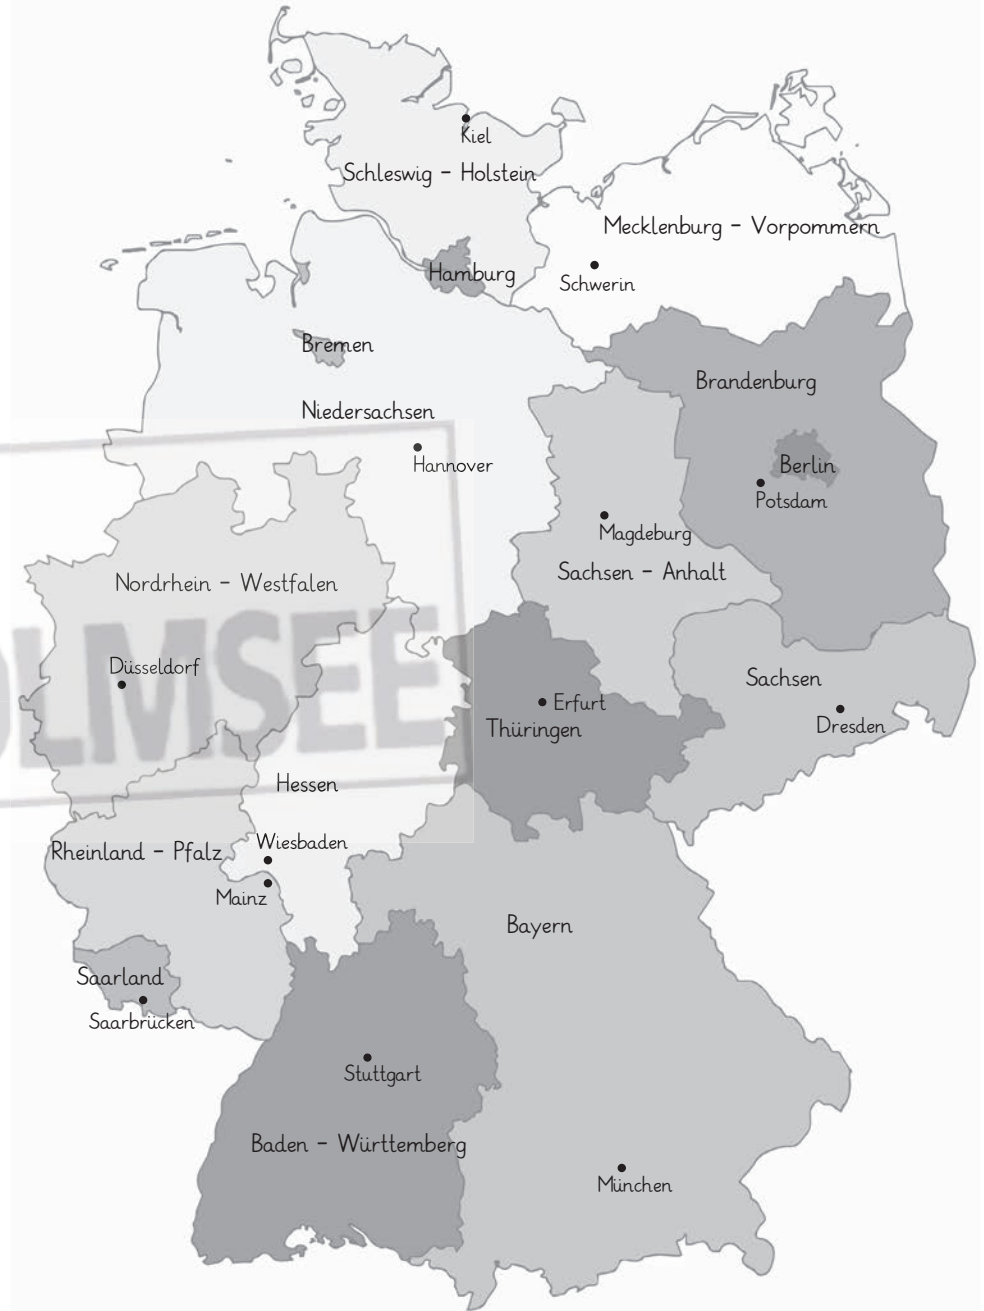 Kiel
Schleswig - Holstein
Mecklenburg - Vorpommern
Hamburg
Schwerin
Bremen
Brandenburg
Niedersachsen
Hannover
Berlin
Potsdam
Magdeburg
Sachsen - Anhalt
Nordrhein - Westfalen
OLMSEE
Düsseldorf
Sachsen
Erfurt
Dresden
Thüringen
Hessen
Wiesbaden
Rheinland - Pfalz
Mainz
Bayern
Saarland
Saarbrücken
Stuttgart
Baden - Württemberg
München